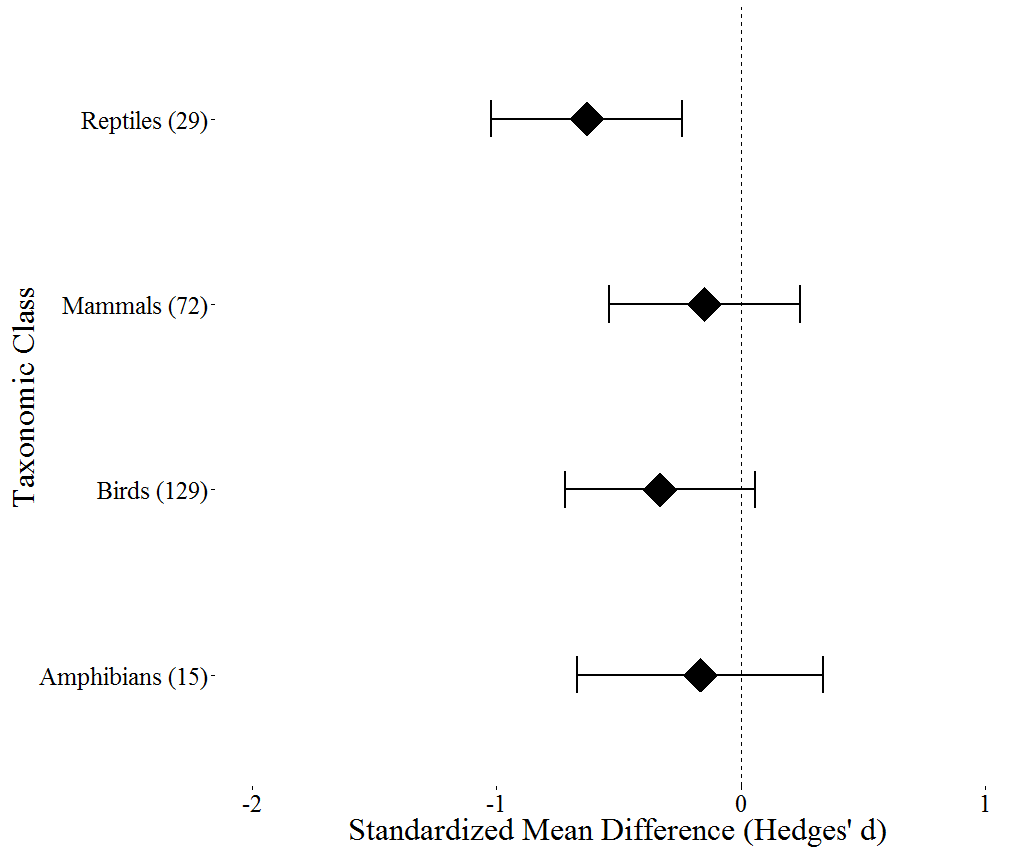 Taxonomic Class
Reptiles (29)
Mammals (72)
Birds (129)
Amphibians (15)
-2 -1 0 1
Standardized Mean Difference (Hedges' d)